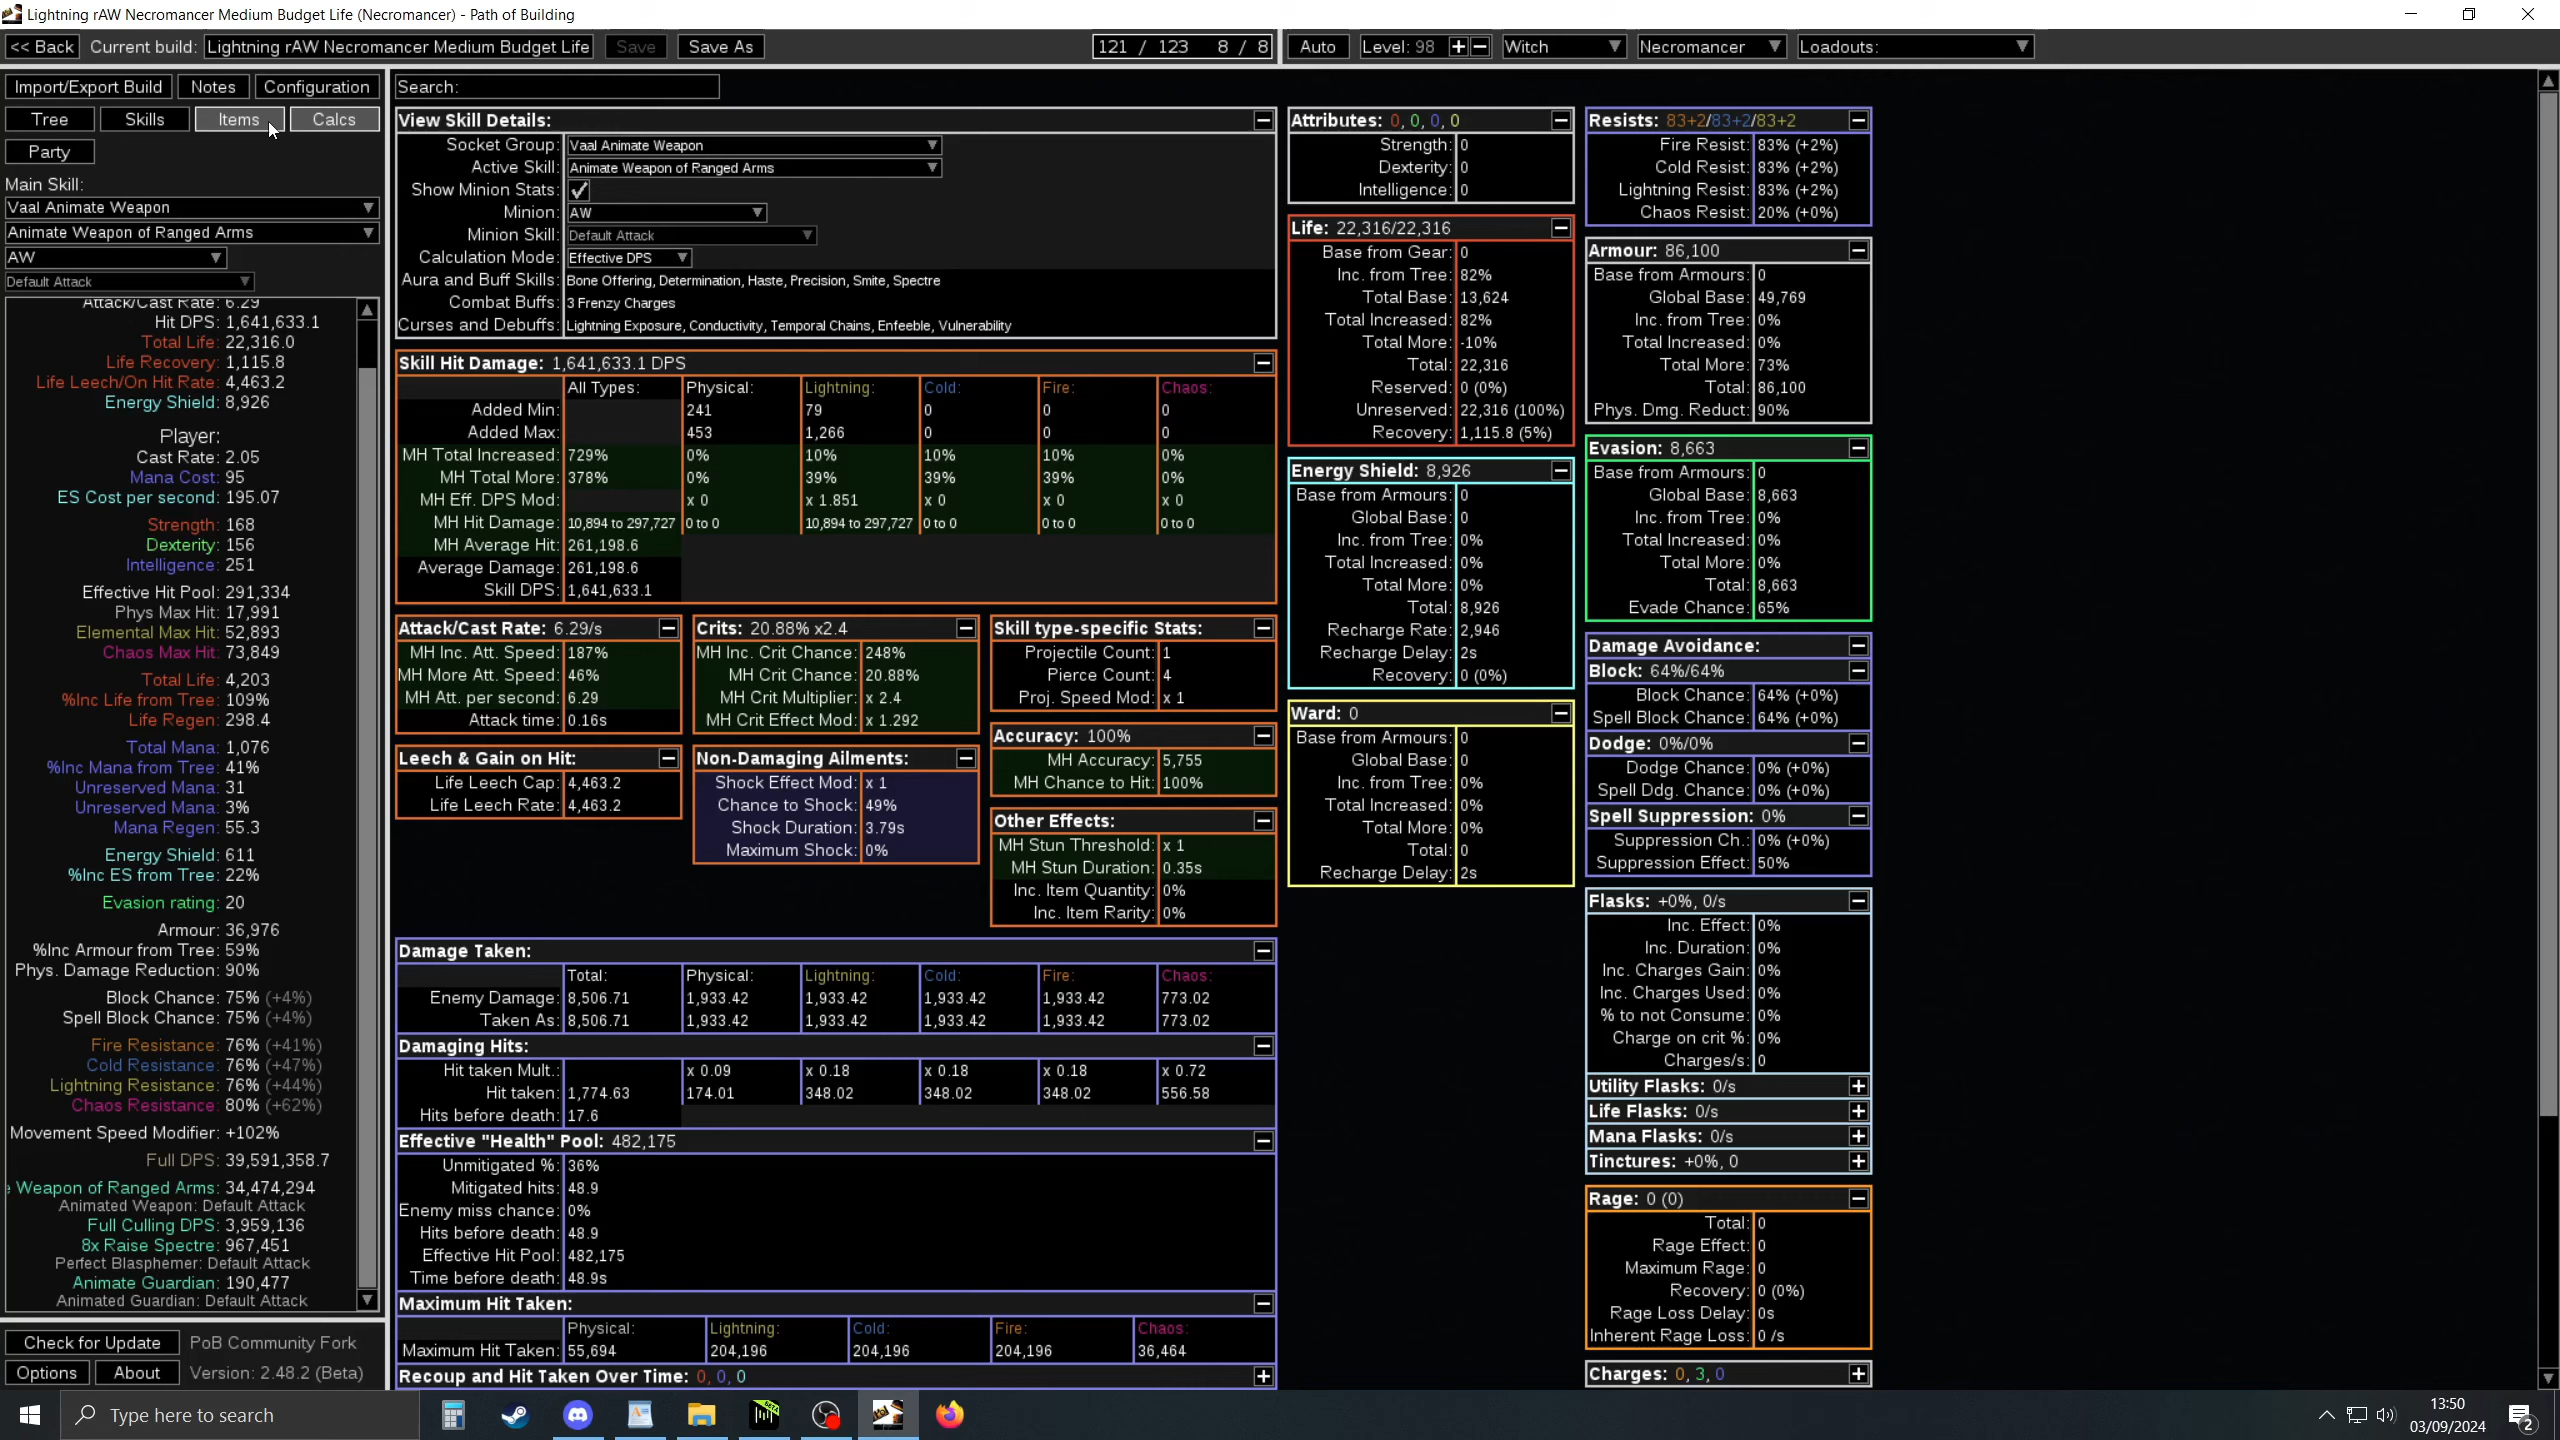 Lightning rAW Necromancer Medium Budget Life (Necromancer) - Path of Building
<< Back Current build: Lightning rAW Necromancer Medium Budget Life Save Save As 121 / 123 8 / 8 Auto Level: 98 Witch Necromancer Loadouts:
Import/Export Build Notes Configuration
Tree Skills Items Calcs
Party
Main Skill:
Vaal Animate Weapon
Animate Weapon of Ranged Arms
AW
Default Attack
Attack/Cast Rate: 6.29
Hit DPS: 1,641,633.1
Total Life: 22,316.0
Life Recovery: 1,115.8
Life Leech/On Hit Rate: 4,463.2
Energy Shield: 8,926
Player:
Cast Rate: 2.05
Mana Cost: 95
ES Cost per second: 195.07
Strength: 168
Dexterity: 156
Intelligence: 251
Effective Hit Pool: 291,334
Phys Max Hit: 17,991
Elemental Max Hit: 52,893
Chaos Max Hit: 73,849
Total Life: 4,203
%Inc Life from Tree: 109%
Life Regen: 298.4
Total Mana: 1,076
%Inc Mana from Tree: 41%
Unreserved Mana: 31
Unreserved Mana: 3%
Mana Regen: 55.3
Energy Shield: 611
%Inc ES from Tree: 22%
Evasion rating: 20
Armour: 36,976
%Inc Armour from Tree: 59%
Phys. Damage Reduction: 90%
Block Chance: 75% (+4%)
Spell Block Chance: 75% (+4%)
Fire Resistance: 76% (+41%)
Cold Resistance: 76% (+47%)
Lightning Resistance: 76% (+44%)
Chaos Resistance: 80% (+62%)
Movement Speed Modifier: +102%
Full DPS: 39,591,358.7
Weapon of Ranged Arms: 34,474,294
Animated Weapon: Default Attack
Full Culling DPS: 3,959,136
8x Raise Spectre: 967,451
Perfect Blasphemer: Default Attack
Animate Guardian: 190,477
Animated Guardian: Default Attack
Check for Update PoB Community Fork
Options About Version: 2.48.2 (Beta)
Search:
View Skill Details:
Socket Group: Vaal Animate Weapon
Active Skill: Animate Weapon of Ranged Arms
Show Minion Stats:
Minion: AW
Minion Skill: Default Attack
Calculation Mode: Effective DPS
Aura and Buff Skills: Bone Offering, Determination, Haste, Precision, Smite, Spectre
Combat Buffs: 3 Frenzy Charges
Curses and Debuffs: Lightning Exposure, Conductivity, Temporal Chains, Enfeeble, Vulnerability
Skill Hit Damage: 1,641,633.1 DPS
All Types: Physical: Lightning: Cold: Fire: Chaos:
Added Min: 241 79 0 0 0
Added Max: 453 1,266 0 0 0
MH Total Increased: 729% 0% 10% 10% 10% 0%
MH Total More: 378% 0% 39% 39% 39% 0%
MH Eff. DPS Mod: x 0 x 1.851 x 0 x 0 x 0
MH Hit Damage: 10,894 to 297,727 0 to 0 10,894 to 297,727 0 to 0 0 to 0 0 to 0
MH Average Hit: 261,198.6
Average Damage: 261,198.6
Skill DPS: 1,641,633.1
Attack/Cast Rate: 6.29/s
MH Inc. Att. Speed: 187%
MH More Att. Speed: 46%
MH Att. per second: 6.29
Attack time: 0.16s
Crits: 20.88% x2.4
MH Inc. Crit Chance: 248%
MH Crit Chance: 20.88%
MH Crit Multiplier: x 2.4
MH Crit Effect Mod: x 1.292
Skill type-specific Stats:
Projectile Count: 1
Pierce Count: 4
Proj. Speed Mod: x 1
Leech & Gain on Hit:
Life Leech Cap: 4,463.2
Life Leech Rate: 4,463.2
Non-Damaging Ailments:
Shock Effect Mod: x 1
Chance to Shock: 49%
Shock Duration: 3.79s
Maximum Shock: 0%
Accuracy: 100%
MH Accuracy: 5,755
MH Chance to Hit: 100%
Other Effects:
MH Stun Threshold: x 1
MH Stun Duration: 0.35s
Inc. Item Quantity: 0%
Inc. Item Rarity: 0%
Damage Taken:
Total: Physical: Lightning: Cold: Fire: Chaos:
Enemy Damage: 8,506.71 1,933.42 1,933.42 1,933.42 1,933.42 773.02
Taken As: 8,506.71 1,933.42 1,933.42 1,933.42 1,933.42 773.02
Damaging Hits:
Hit taken Mult.: x 0.09 x 0.18 x 0.18 x 0.18 x 0.72
Hit taken: 1,774.63 174.01 348.02 348.02 348.02 556.58
Hits before death: 17.6
Effective "Health" Pool: 482,175
Unmitigated %: 36%
Mitigated hits: 48.9
Enemy miss chance: 0%
Hits before death: 48.9
Effective Hit Pool: 482,175
Time before death: 48.9s
Maximum Hit Taken:
Physical: Lightning: Cold: Fire: Chaos:
Maximum Hit Taken: 55,694 204,196 204,196 204,196 36,464
Recoup and Hit Taken Over Time: 0, 0, 0
Attributes: 0, 0, 0, 0
Strength: 0
Dexterity: 0
Intelligence: 0
Life: 22,316/22,316
Base from Gear: 0
Inc. from Tree: 82%
Total Base: 13,624
Total Increased: 82%
Total More: -10%
Total: 22,316
Reserved: 0 (0%)
Unreserved: 22,316 (100%)
Recovery: 1,115.8 (5%)
Energy Shield: 8,926
Base from Armours: 0
Global Base: 0
Inc. from Tree: 0%
Total Increased: 0%
Total More: 0%
Total: 8,926
Recharge Rate: 2,946
Recharge Delay: 2s
Recovery: 0 (0%)
Ward: 0
Base from Armours: 0
Global Base: 0
Inc. from Tree: 0%
Total Increased: 0%
Total More: 0%
Total: 0
Recharge Delay: 2s
Resists: 83+2/83+2/83+2
Fire Resist: 83% (+2%)
Cold Resist: 83% (+2%)
Lightning Resist: 83% (+2%)
Chaos Resist: 20% (+0%)
Armour: 86,100
Base from Armours: 0
Global Base: 49,769
Inc. from Tree: 0%
Total Increased: 0%
Total More: 73%
Total: 86,100
Phys. Dmg. Reduct: 90%
Evasion: 8,663
Base from Armours: 0
Global Base: 8,663
Inc. from Tree: 0%
Total Increased: 0%
Total More: 0%
Total: 8,663
Evade Chance: 65%
Damage Avoidance:
Block: 64%/64%
Block Chance: 64% (+0%)
Spell Block Chance: 64% (+0%)
Dodge: 0%/0%
Dodge Chance: 0% (+0%)
Spell Ddg. Chance: 0% (+0%)
Spell Suppression: 0%
Suppression Ch.: 0% (+0%)
Suppression Effect: 50%
Flasks: +0%, 0/s
Inc. Effect: 0%
Inc. Duration: 0%
Inc. Charges Gain: 0%
Inc. Charges Used: 0%
% to not Consume: 0%
Charge on crit %: 0%
Charges/s: 0
Utility Flasks: 0/s
Life Flasks: 0/s
Mana Flasks: 0/s
Tinctures: +0%, 0
Rage: 0 (0)
Total: 0
Rage Effect: 0
Maximum Rage: 0
Recovery: 0 (0%)
Rage Loss Delay: 0s
Inherent Rage Loss: 0 /s
Charges: 0, 3, 0
Type here to search
13:50
03/09/2024
2